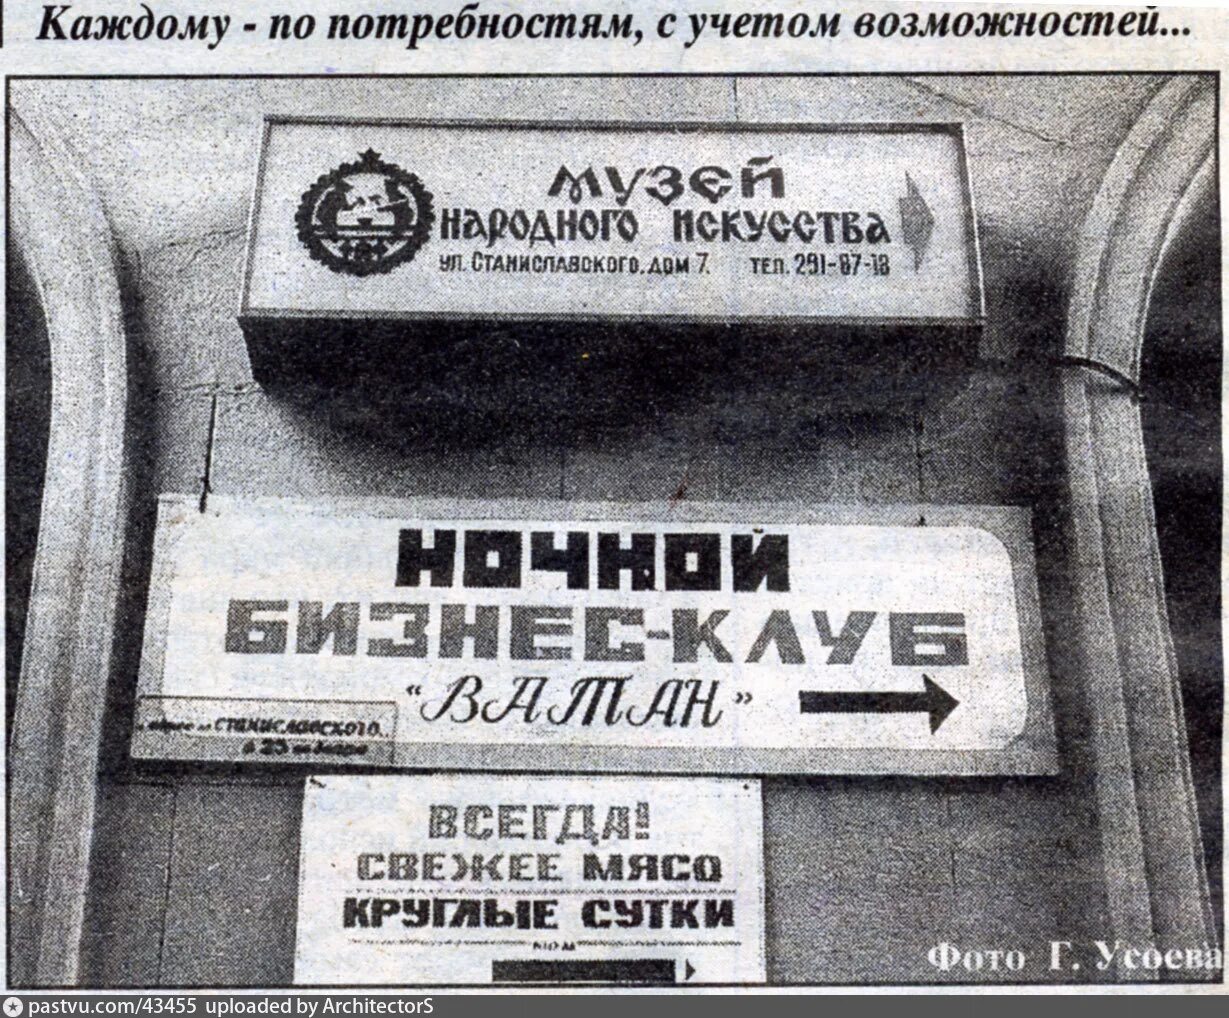 Каждому - по потребностям, с учетом возможностей...
МУЗЕЙ
НАРОДНОГО ИСКУССТВА
УЛ. СТАНИСЛАВСКОГО, ДОМ 7. ТЕЛ. 291-87-18
НОЧНОЙ
БИЗНЕС-КЛУБ
"ВАТАН"
СТАНИСЛАВСКОГО
ВСЕГДА!
СВЕЖЕЕ МЯСО
КРУГЛЫЕ СУТКИ
Фото Г. Усоева
pastvu.com/43455 uploaded by ArchitectorS